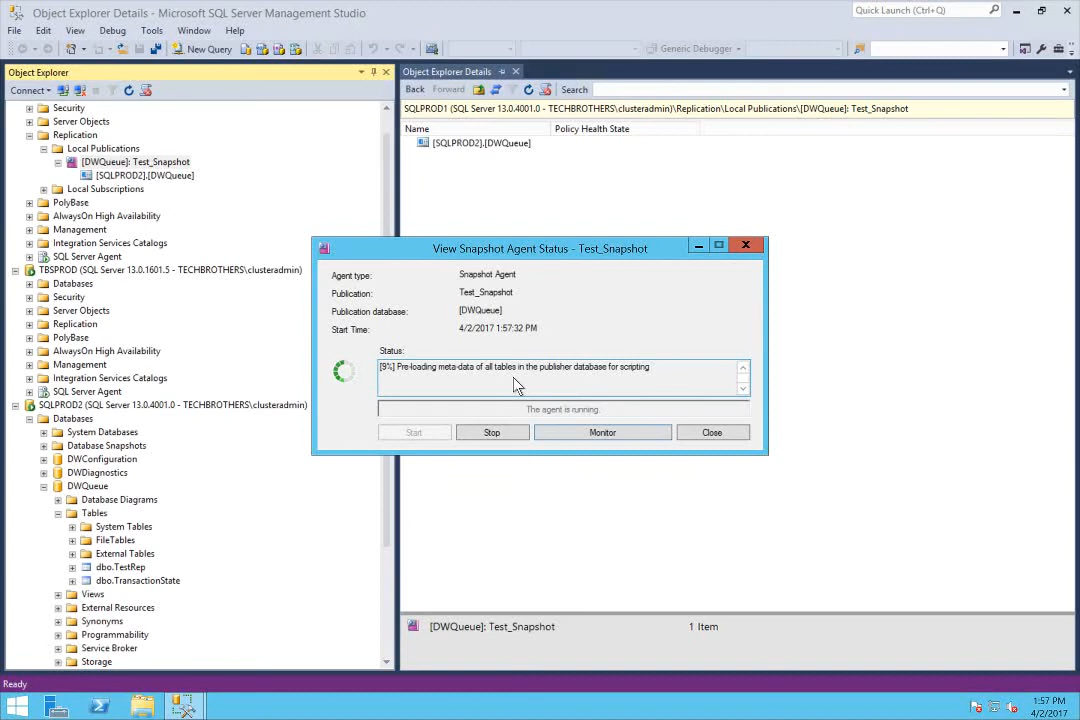 Object Explorer Details - Microsoft SQL Server Management Studio
Quick Launch (Ctrl+Q)
File Edit View Debug Tools Window Help
New Query
Generic Debugger
Object Explorer
Connect
Security
Server Objects
Replication
Local Publications
[DWQueue]: Test_Snapshot
[SQLPROD2].[DWQueue]
Local Subscriptions
PolyBase
AlwaysOn High Availability
Management
Integration Services Catalogs
SQL Server Agent
TBSPROD (SQL Server 13.0.1601.5 - TECHBROTHERS\clusteradmin)
Databases
Security
Server Objects
Replication
PolyBase
AlwaysOn High Availability
Management
Integration Services Catalogs
SQL Server Agent
SQLPROD2 (SQL Server 13.0.4001.0 - TECHBROTHERS\clusteradmin)
Databases
System Databases
Database Snapshots
DWConfiguration
DWDiagnostics
DWQueue
Database Diagrams
Tables
System Tables
FileTables
External Tables
dbo.TestRep
dbo.TransactionState
Views
External Resources
Synonyms
Programmability
Service Broker
Storage
Object Explorer Details
Back Forward Search
SQLPROD1 (SQL Server 13.0.4001.0 - TECHBROTHERS\clusteradmin)\Replication\Local Publications\[DWQueue]: Test_Snapshot
Name Policy Health State
[SQLPROD2].[DWQueue]
View Snapshot Agent Status - Test_Snapshot
Agent type: Snapshot Agent
Publication: Test_Snapshot
Publication database: [DWQueue]
Start Time: 4/2/2017 1:57:32 PM
Status:
[9%] Pre-loading meta-data of all tables in the publisher database for scripting
The agent is running.
Start Stop Monitor Close
[DWQueue]: Test_Snapshot 1 Item
Ready
1:57 PM
4/2/2017